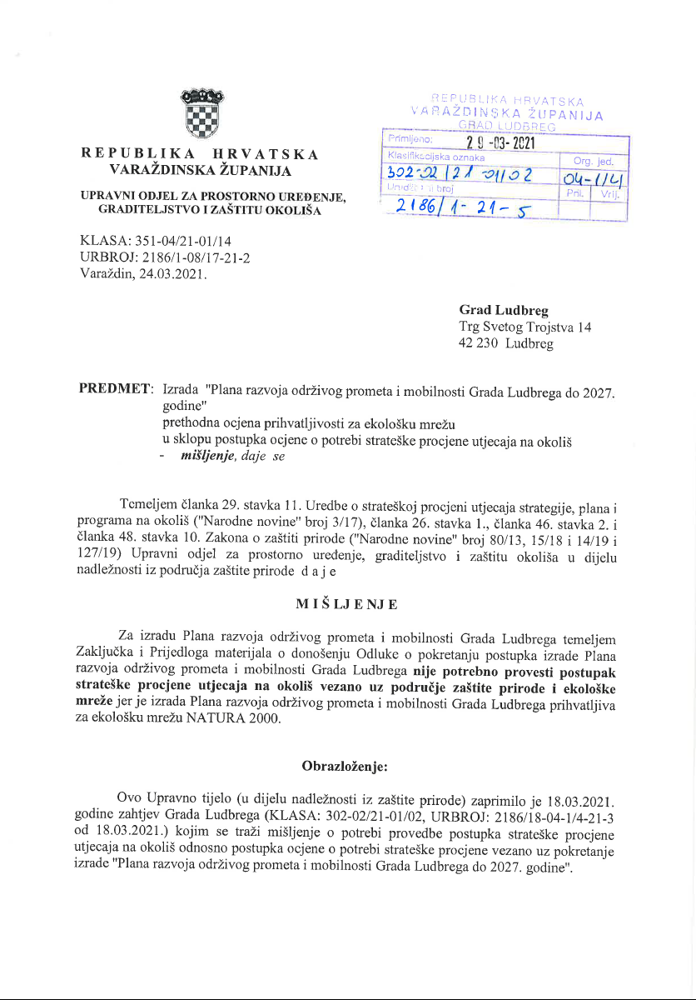 REPUBLIKA HRVATSKA
VARAŽDINSKA ŽUPANIJA
UPRAVNI ODJEL ZA PROSTORNO UREĐENJE,
GRADITELJSTVO I ZAŠTITU OKOLIŠA
REPUBLIKA HRVATSKA
VARAŽDINSKA ŽUPANIJA
GRAD LUDBREG
Primljeno: 29-03-2021
Klasifikacijska oznaka Org. jed.
302-02/21-01/02 04-1/4
broj Pril. Vrij.
2186/1-21-5
KLASA: 351-04/21-01/14
URBROJ: 2186/1-08/17-21-2
Varaždin, 24.03.2021.
Grad Ludbreg
Trg Svetog Trojstva 14
42 230 Ludbreg
PREDMET: Izrada "Plana razvoja održivog prometa i mobilnosti Grada Ludbrega do 2027.
godine"
prethodna ocjena prihvatljivosti za ekološku mrežu
u sklopu postupka ocjene o potrebi strateške procjene utjecaja na okoliš
- mišljenje, daje se
Temeljem članka 29. stavka 11. Uredbe o strateškoj procjeni utjecaja strategije, plana i
programa na okoliš ("Narodne novine" broj 3/17), članka 26. stavka 1., članka 46. stavka 2. i
članka 48. stavka 10. Zakona o zaštiti prirode ("Narodne novine" broj 80/13, 15/18 i 14/19 i
127/19) Upravni odjel za prostorno uređenje, graditeljstvo i zaštitu okoliša u dijelu
nadležnosti iz područja zaštite prirode d a j e
M I Š LJ E NJ E
Za izradu Plana razvoja održivog prometa i mobilnosti Grada Ludbrega temeljem
Zaključka i Prijedloga materijala o donošenju Odluke o pokretanju postupka izrade Plana
razvoja održivog prometa i mobilnosti Grada Ludbrega nije potrebno provesti postupak
strateške procjene utjecaja na okoliš vezano uz područje zaštite prirode i ekološke
mreže jer je izrada Plana razvoja održivog prometa i mobilnosti Grada Ludbrega prihvatljiva
za ekološku mrežu NATURA 2000.
Obrazloženje:
Ovo Upravno tijelo (u dijelu nadležnosti iz zaštite prirode) zaprimilo je 18.03.2021.
godine zahtjev Grada Ludbrega (KLASA: 302-02/21-01/02, URBROJ: 2186/18-04-1/4-21-3
od 18.03.2021.) kojim se traži mišljenje o potrebi provedbe postupka strateške procjene
utjecaja na okoliš odnosno postupka ocjene o potrebi strateške procjene vezano uz pokretanje
izrade "Plana razvoja održivog prometa i mobilnosti Grada Ludbrega do 2027. godine".